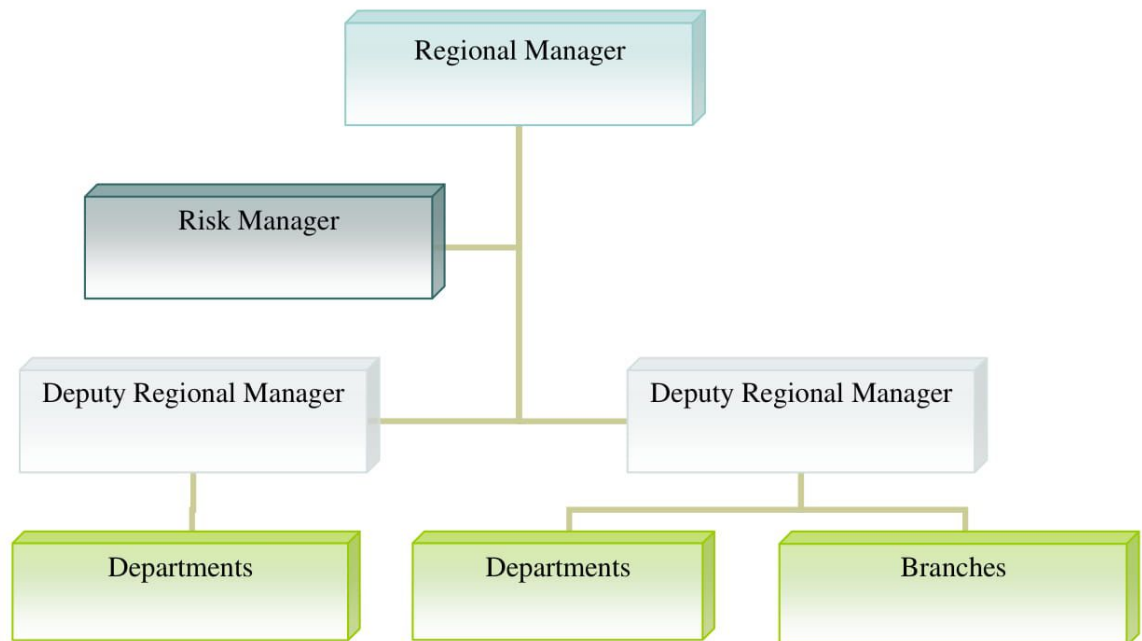 Regional Manager
Risk Manager
Deputy Regional Manager
Deputy Regional Manager
Departments
Departments
Branches